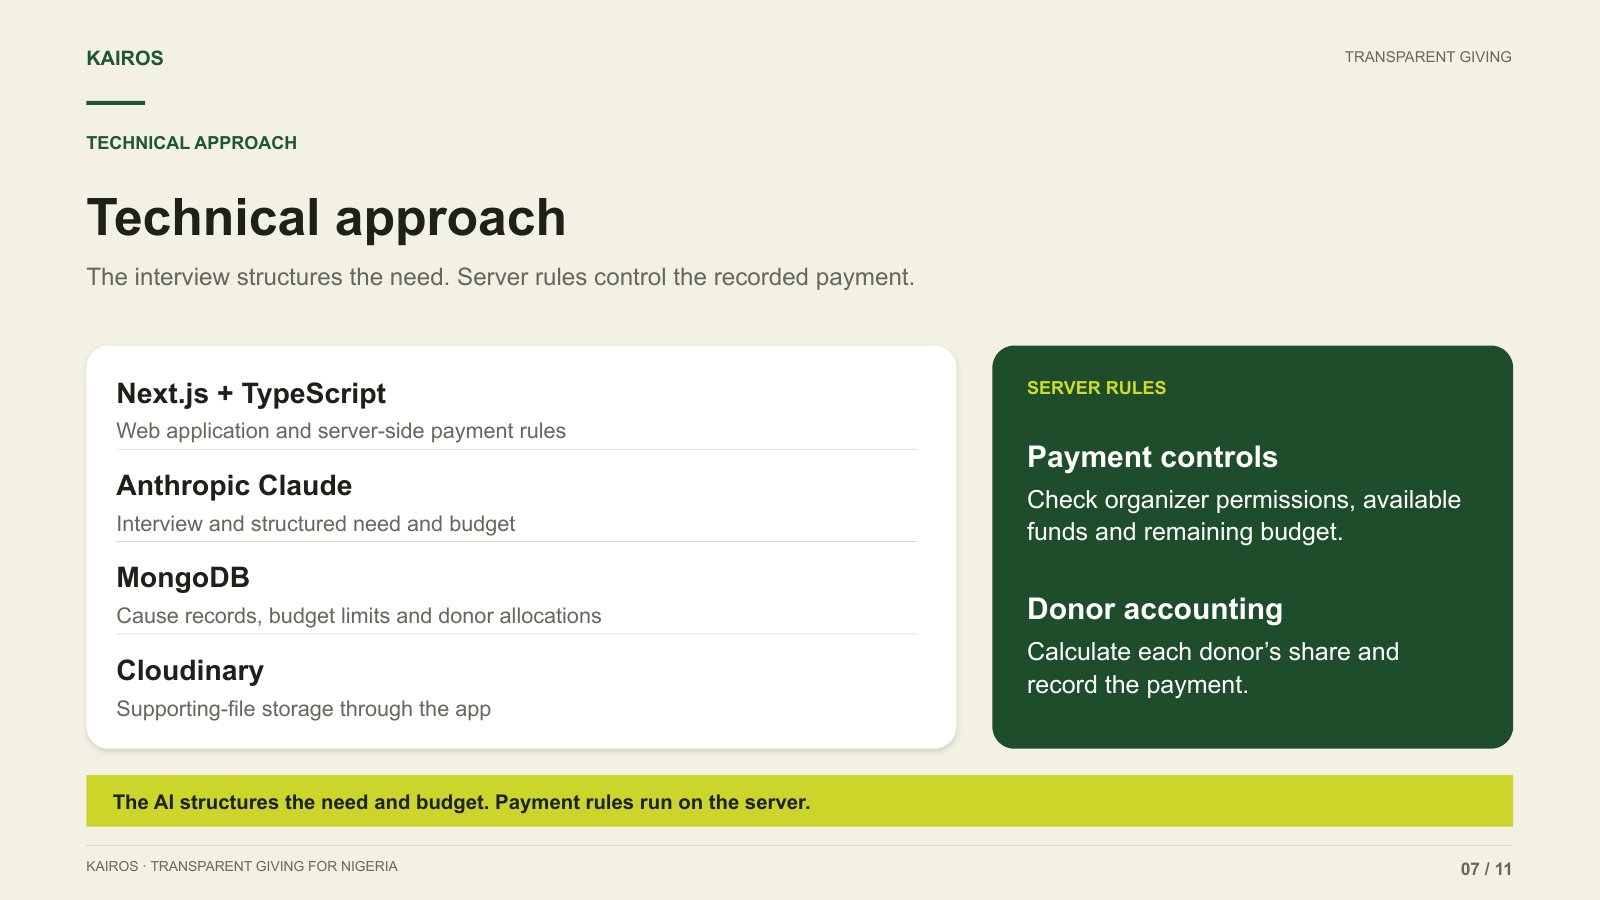 KAIROS
TRANSPARENT GIVING
TECHNICAL APPROACH
Technical approach
The interview structures the need. Server rules control the recorded payment.
Next.js + TypeScript
Web application and server-side payment rules
Anthropic Claude
Interview and structured need and budget
MongoDB
Cause records, budget limits and donor allocations
Cloudinary
Supporting-file storage through the app
SERVER RULES
Payment controls
Check organizer permissions, available
funds and remaining budget.
Donor accounting
Calculate each donor’s share and
record the payment.
The AI structures the need and budget. Payment rules run on the server.
KAIROS · TRANSPARENT GIVING FOR NIGERIA
07 / 11